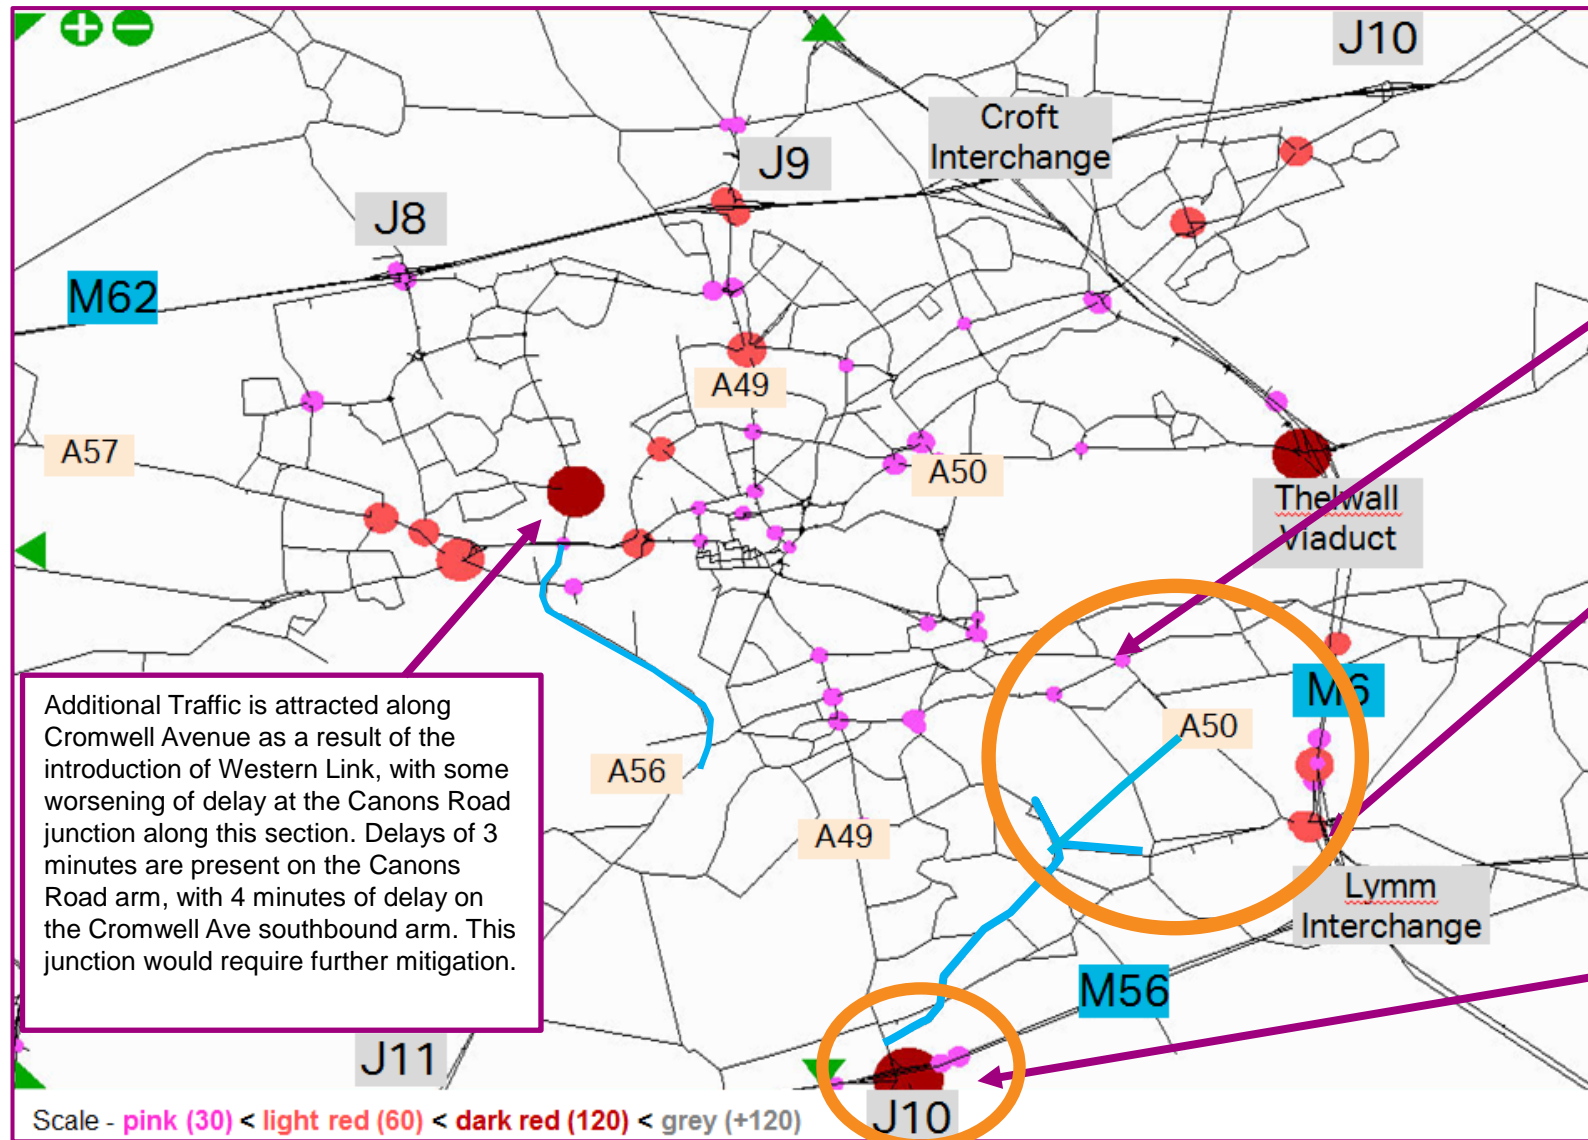 J10
Croft
Interchange
J9
J8
M62
A49
A57
A50
Thelwall
Viaduct
M6
A50
A56
A49
Additional Traffic is attracted along
Cromwell Avenue as a result of the
introduction of Western Link, with some
worsening of delay at the Canons Road
junction along this section. Delays of 3
minutes are present on the Canons
Road arm, with 4 minutes of delay on
the Cromwell Ave southbound arm. This
junction would require further mitigation.
Lymm
Interchange
M56
J11
J10
Scale - pink (30) < light red (60) < dark red (120) < grey (+120)